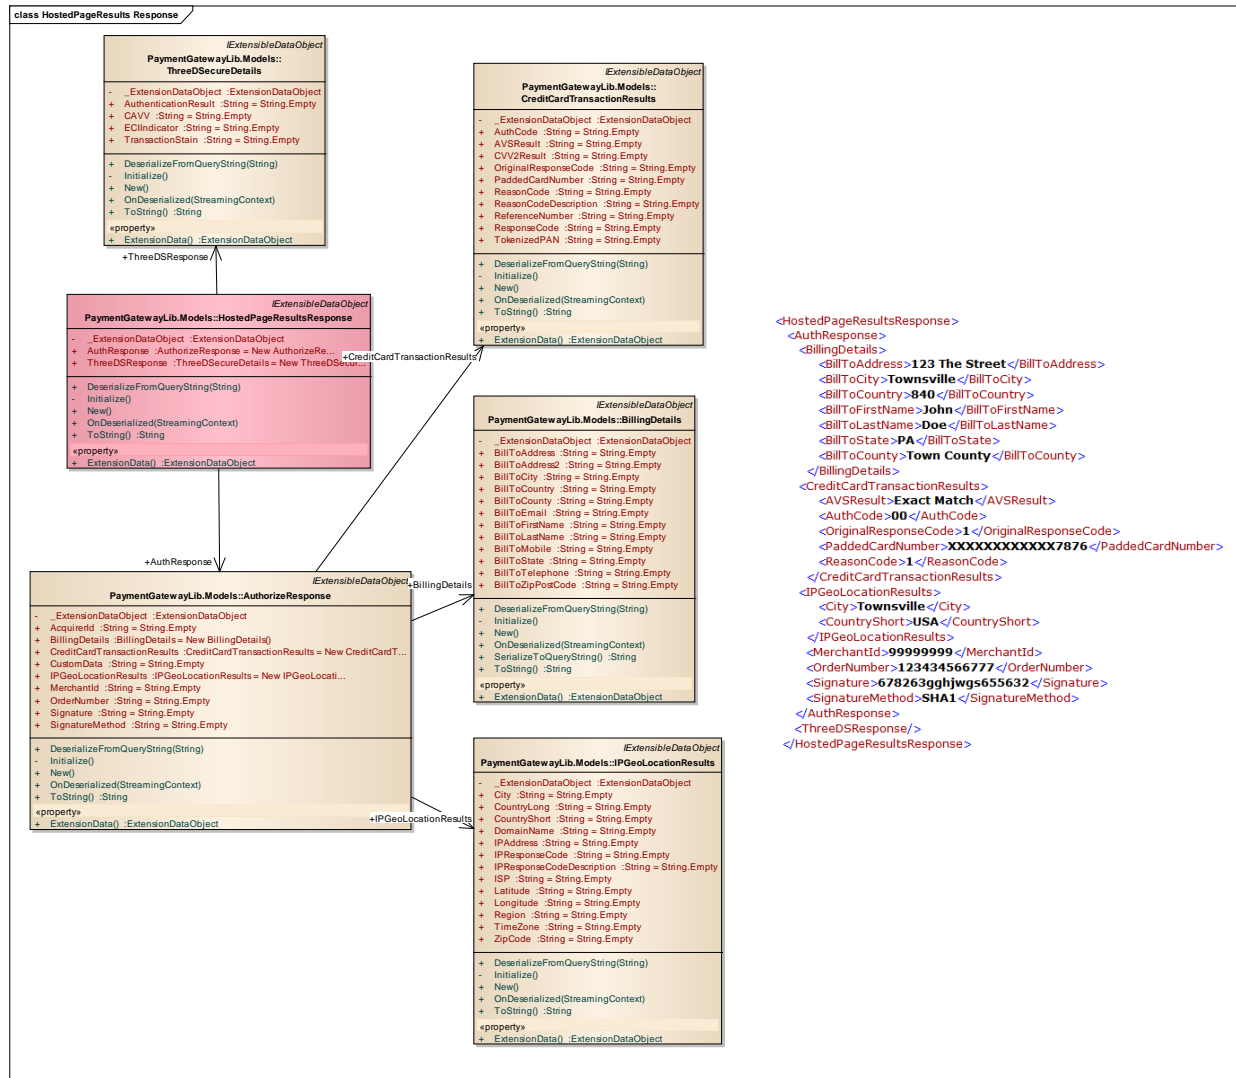 class HostedPageResults Response
IExtensibleDataObject
PaymentGatewayLib.Models::
ThreeDSecureDetails
- _ExtensionDataObject :ExtensionDataObject
+ AuthenticationResult :String = String.Empty
+ CAVV :String = String.Empty
+ ECIIndicator :String = String.Empty
+ TransactionStain :String = String.Empty
+ DeserializeFromQueryString(String)
- Initialize()
+ New()
+ OnDeserialized(StreamingContext)
+ ToString() :String
«property»
+ ExtensionData() :ExtensionDataObject
+ThreeDSResponse
IExtensibleDataObject
PaymentGatewayLib.Models::HostedPageResultsResponse
- _ExtensionDataObject :ExtensionDataObject
+ AuthResponse :AuthorizeResponse = New AuthorizeRe...
+ ThreeDSResponse :ThreeDSecureDetails = New ThreeDSecur...
+ DeserializeFromQueryString(String)
- Initialize()
+ New()
+ OnDeserialized(StreamingContext)
+ ToString() :String
«property»
+ ExtensionData() :ExtensionDataObject
+AuthResponse
IExtensibleDataObject
PaymentGatewayLib.Models::AuthorizeResponse
- _ExtensionDataObject :ExtensionDataObject
+ AcquirerId :String = String.Empty
+ BillingDetails :BillingDetails = New BillingDetails()
+ CreditCardTransactionResults :CreditCardTransactionResults = New CreditCardT...
+ CustomData :String = String.Empty
+ IPGeoLocationResults :IPGeoLocationResults = New IPGeoLocati...
+ MerchantId :String = String.Empty
+ OrderNumber :String = String.Empty
+ Signature :String = String.Empty
+ SignatureMethod :String = String.Empty
+ DeserializeFromQueryString(String)
- Initialize()
+ New()
+ OnDeserialized(StreamingContext)
+ ToString() :String
«property»
+ ExtensionData() :ExtensionDataObject
+CreditCardTransactionResults
+BillingDetails
+IPGeoLocationResults
IExtensibleDataObject
PaymentGatewayLib.Models::
CreditCardTransactionResults
- _ExtensionDataObject :ExtensionDataObject
+ AuthCode :String = String.Empty
+ AVSResult :String = String.Empty
+ CVV2Result :String = String.Empty
+ OriginalResponseCode :String = String.Empty
+ PaddedCardNumber :String = String.Empty
+ ReasonCode :String = String.Empty
+ ReasonCodeDescription :String = String.Empty
+ ReferenceNumber :String = String.Empty
+ ResponseCode :String = String.Empty
+ TokenizedPAN :String = String.Empty
+ DeserializeFromQueryString(String)
- Initialize()
+ New()
+ OnDeserialized(StreamingContext)
+ ToString() :String
«property»
+ ExtensionData() :ExtensionDataObject
IExtensibleDataObject
PaymentGatewayLib.Models::BillingDetails
- _ExtensionDataObject :ExtensionDataObject
+ BillToAddress :String = String.Empty
+ BillToAddress2 :String = String.Empty
+ BillToCity :String = String.Empty
+ BillToCountry :String = String.Empty
+ BillToCounty :String = String.Empty
+ BillToEmail :String = String.Empty
+ BillToFirstName :String = String.Empty
+ BillToLastName :String = String.Empty
+ BillToMobile :String = String.Empty
+ BillToState :String = String.Empty
+ BillToTelephone :String = String.Empty
+ BillToZipPostCode :String = String.Empty
+ DeserializeFromQueryString(String)
- Initialize()
+ New()
+ OnDeserialized(StreamingContext)
+ SerializeToQueryString() :String
+ ToString() :String
«property»
+ ExtensionData() :ExtensionDataObject
IExtensibleDataObject
PaymentGatewayLib.Models::IPGeoLocationResults
- _ExtensionDataObject :ExtensionDataObject
+ City :String = String.Empty
+ CountryLong :String = String.Empty
+ CountryShort :String = String.Empty
+ DomainName :String = String.Empty
+ IPAddress :String = String.Empty
+ IPResponseCode :String = String.Empty
+ IPResponseCodeDescription :String = String.Empty
+ ISP :String = String.Empty
+ Latitude :String = String.Empty
+ Longitude :String = String.Empty
+ Region :String = String.Empty
+ TimeZone :String = String.Empty
+ ZipCode :String = String.Empty
+ DeserializeFromQueryString(String)
- Initialize()
+ New()
+ OnDeserialized(StreamingContext)
+ ToString() :String
«property»
+ ExtensionData() :ExtensionDataObject
<HostedPageResultsResponse>
<AuthResponse>
<BillingDetails>
<BillToAddress>123 The Street</BillToAddress>
<BillToCity>Townsville</BillToCity>
<BillToCountry>840</BillToCountry>
<BillToFirstName>John</BillToFirstName>
<BillToLastName>Doe</BillToLastName>
<BillToState>PA</BillToState>
<BillToCounty>Town County</BillToCounty>
</BillingDetails>
<CreditCardTransactionResults>
<AVSResult>Exact Match</AVSResult>
<AuthCode>00</AuthCode>
<OriginalResponseCode>1</OriginalResponseCode>
<PaddedCardNumber>XXXXXXXXXXXX7876</PaddedCardNumber>
<ReasonCode>1</ReasonCode>
</CreditCardTransactionResults>
<IPGeoLocationResults>
<City>Townsville</City>
<CountryShort>USA</CountryShort>
</IPGeoLocationResults>
<MerchantId>99999999</MerchantId>
<OrderNumber>123434566777</OrderNumber>
<Signature>678263gghjwgs655632</Signature>
<SignatureMethod>SHA1</SignatureMethod>
</AuthResponse>
<ThreeDSResponse/>
</HostedPageResultsResponse>